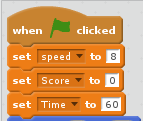 when clicked
set speed to 8
set Score to 0
set Time to 60